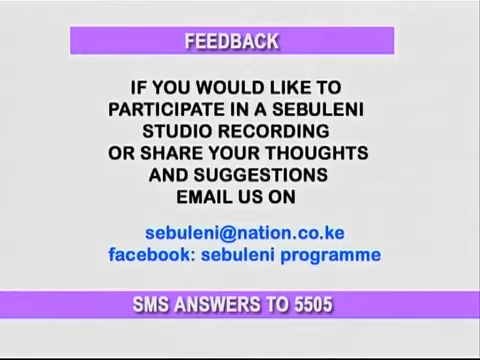 FEEDBACK
IF YOU WOULD LIKE TO
PARTICIPATE IN A SEBULENI
STUDIO RECORDING
OR SHARE YOUR THOUGHTS
AND SUGGESTIONS
EMAIL US ON
sebuleni@nation.co.ke
facebook: sebuleni programme
SMS ANSWERS TO 5505